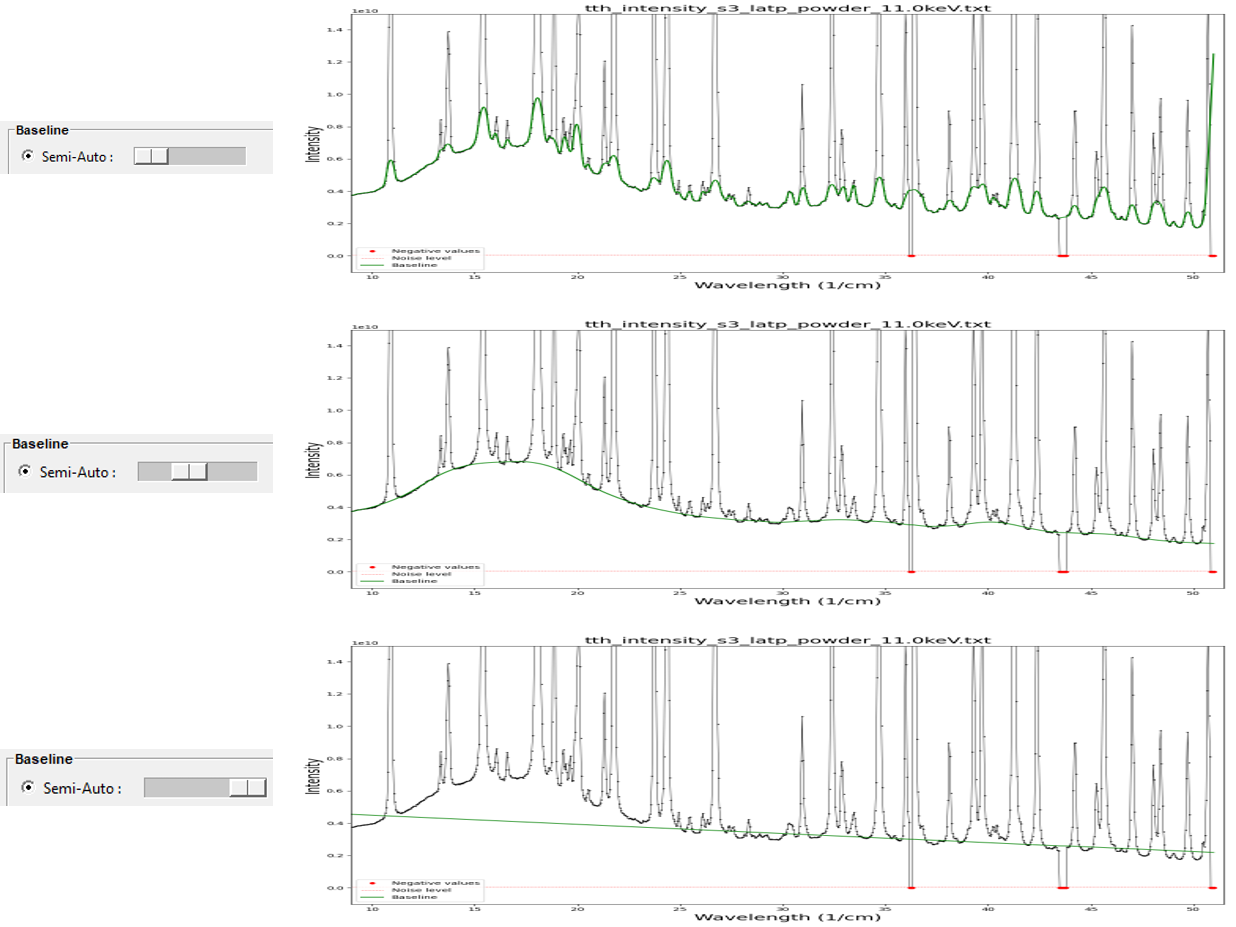 tth_intensity_s3_latp_powder_11.0keV.txt
1e10
Baseline
Semi-Auto :
1.4
1.2
1.0
0.8
0.6
0.4
0.2
0.0
Intensity
Negative values
Noise level
Baseline
10 15 20 25 30 35 40 45 50
Wavelength (1/cm)
tth_intensity_s3_latp_powder_11.0keV.txt
1e10
Baseline
Semi-Auto :
1.4
1.2
1.0
0.8
0.6
0.4
0.2
0.0
Intensity
Negative values
Noise level
Baseline
10 15 20 25 30 35 40 45 50
Wavelength (1/cm)
tth_intensity_s3_latp_powder_11.0keV.txt
1e10
Baseline
Semi-Auto :
1.4
1.2
1.0
0.8
0.6
0.4
0.2
0.0
Intensity
Negative values
Noise level
Baseline
10 15 20 25 30 35 40 45 50
Wavelength (1/cm)